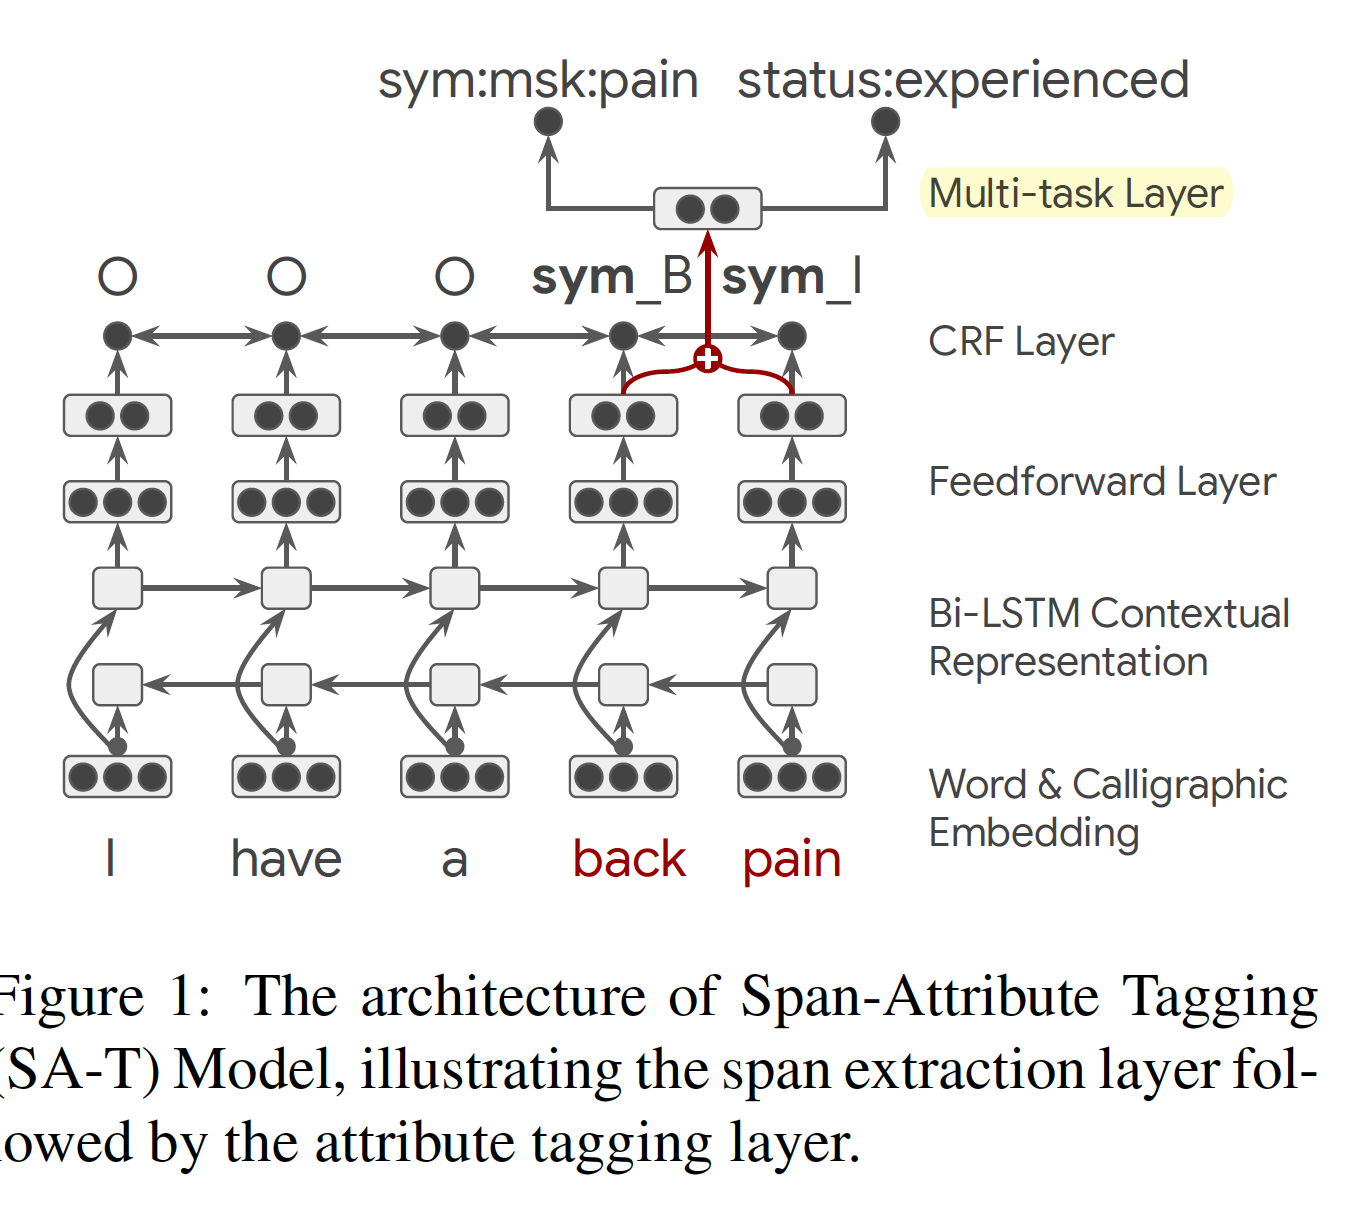 sym:msk:pain status:experienced
Multi-task Layer
O O O sym_B sym_I
CRF Layer
Feedforward Layer
Bi-LSTM Contextual
Representation
Word & Calligraphic
Embedding
I have a back pain
Figure 1: The architecture of Span-Attribute Tagging
(SA-T) Model, illustrating the span extraction layer fol-
lowed by the attribute tagging layer.